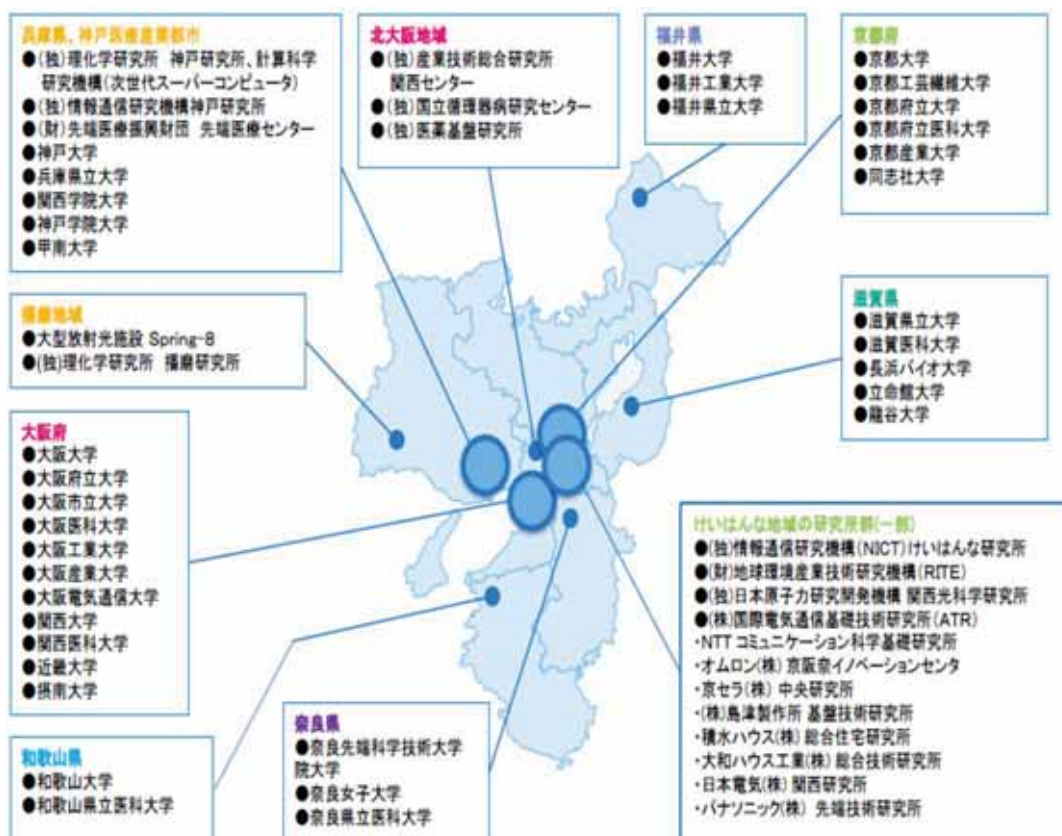 兵庫県、神戸医療産業都市
●(独)理化学研究所 神戸研究所、計算科学
研究機構(次世代スーパーコンピュータ)
●(独)情報通信研究機構神戸研究所
●(財)先端医療振興財団 先端医療センター
●神戸大学
●兵庫県立大学
●関西学院大学
●神戸学院大学
●甲南大学
北大阪地域
●(独)産業技術総合研究所
関西センター
●(独)国立循環器病研究センター
●(独)医薬基盤研究所
福井県
●福井大学
●福井工業大学
●福井県立大学
京都府
●京都大学
●京都工芸繊維大学
●京都府立大学
●京都府立医科大学
●京都産業大学
●同志社大学
播磨地域
●大型放射光施設 Spring-8
●(独)理化学研究所 播磨研究所
滋賀県
●滋賀県立大学
●滋賀医科大学
●長浜バイオ大学
●立命館大学
●龍谷大学
大阪府
●大阪大学
●大阪府立大学
●大阪市立大学
●大阪医科大学
●大阪工業大学
●大阪産業大学
●大阪電気通信大学
●関西大学
●関西医科大学
●近畿大学
●摂南大学
けいはんな地域の研究所群(一部)
●(独)情報通信研究機構(NICT)けいはんな研究所
●(財)地球環境産業技術研究機構(RITE)
●(独)日本原子力研究開発機構 関西光科学研究所
●(株)国際電気通信基礎技術研究所(ATR)
・NTT コミュニケーション科学基礎研究所
・オムロン(株) 京阪奈イノベーションセンタ
・京セラ(株) 中央研究所
・(株)島津製作所 基盤技術研究所
・積水ハウス(株) 総合住宅研究所
・大和ハウス工業(株) 総合技術研究所
・日本電気(株) 関西研究所
・パナソニック(株) 先端技術研究所
和歌山県
●和歌山大学
●和歌山県立医科大学
奈良県
●奈良先端科学技術大学
院大学
●奈良女子大学
●奈良県立医科大学